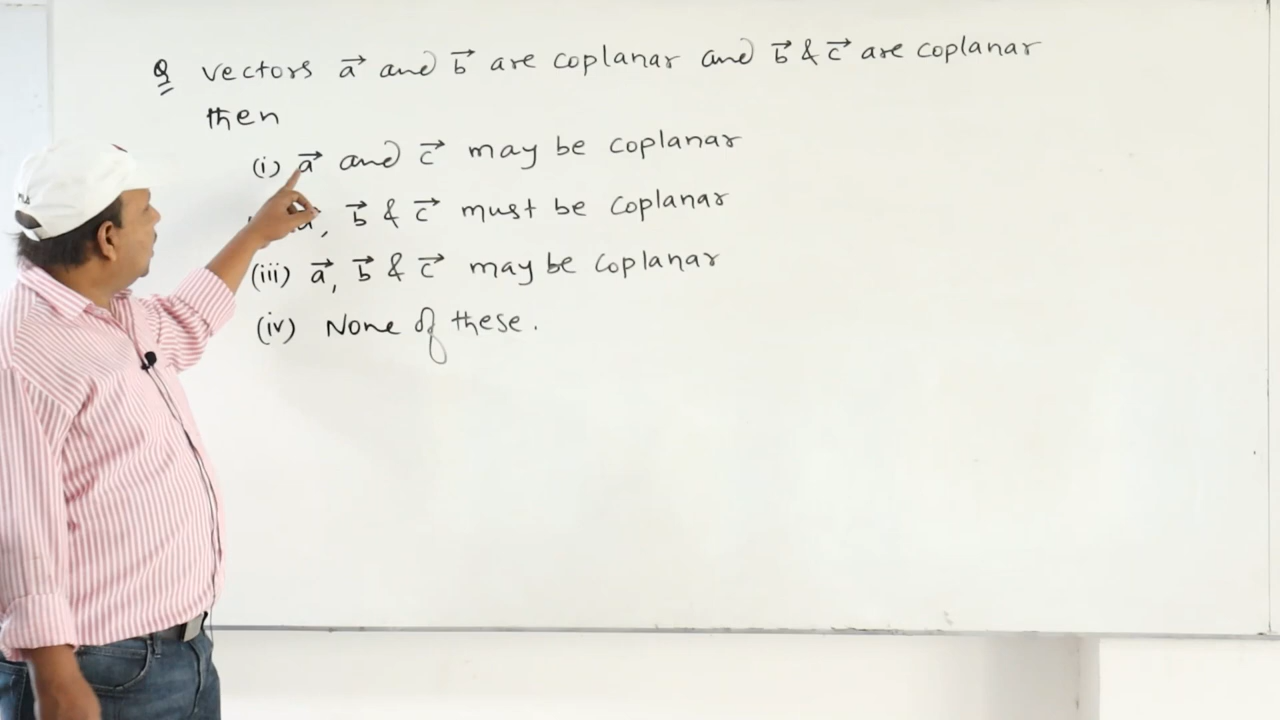 Q vectors a⃗ and b⃗ are coplanar and b⃗ & c⃗ are coplanar
then
(i) a⃗ and c⃗ may be coplanar
b⃗ & c⃗ must be coplanar
(iii) a⃗, b⃗ & c⃗ may be coplanar
(iv) None of these.